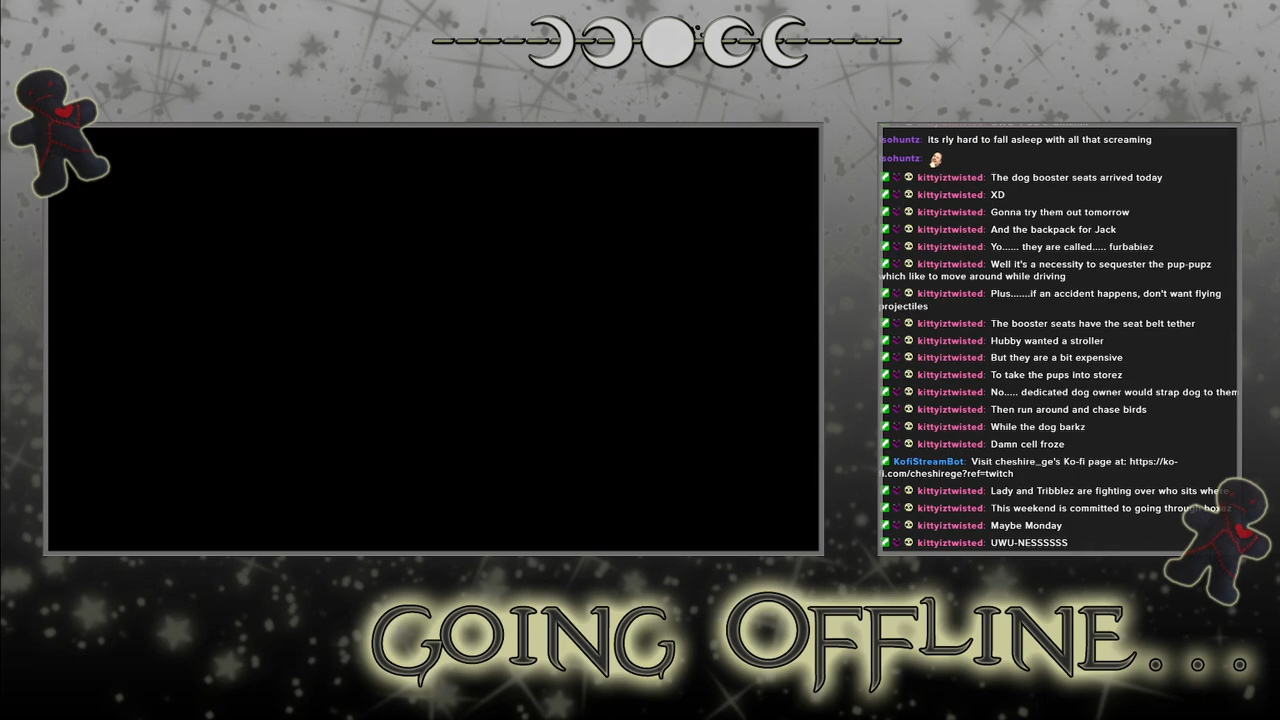 sohuntz: its rly hard to fall asleep with all that screaming
sohuntz:
kittyiztwisted: The dog booster seats arrived today
kittyiztwisted: XD
kittyiztwisted: Gonna try them out tomorrow
kittyiztwisted: And the backpack for Jack
kittyiztwisted: Yo...... they are called..... furbabiez
kittyiztwisted: Well it's a necessity to sequester the pup-pupz
which like to move around while driving
kittyiztwisted: Plus.......if an accident happens, don't want flying
projectiles
kittyiztwisted: The booster seats have the seat belt tether
kittyiztwisted: Hubby wanted a stroller
kittyiztwisted: But they are a bit expensive
kittyiztwisted: To take the pups into storez
kittyiztwisted: No..... dedicated dog owner would strap dog to them
kittyiztwisted: Then run around and chase birds
kittyiztwisted: While the dog barkz
kittyiztwisted: Damn cell froze
KofiStreamBot: Visit cheshire_ge's Ko-fi page at: https://ko-
fi.com/cheshirege?ref=twitch
kittyiztwisted: Lady and Tribblez are fighting over who sits where
kittyiztwisted: This weekend is committed to going through boxez
kittyiztwisted: Maybe Monday
kittyiztwisted: UWU-NESSSSSS
GOING OFFLINE...